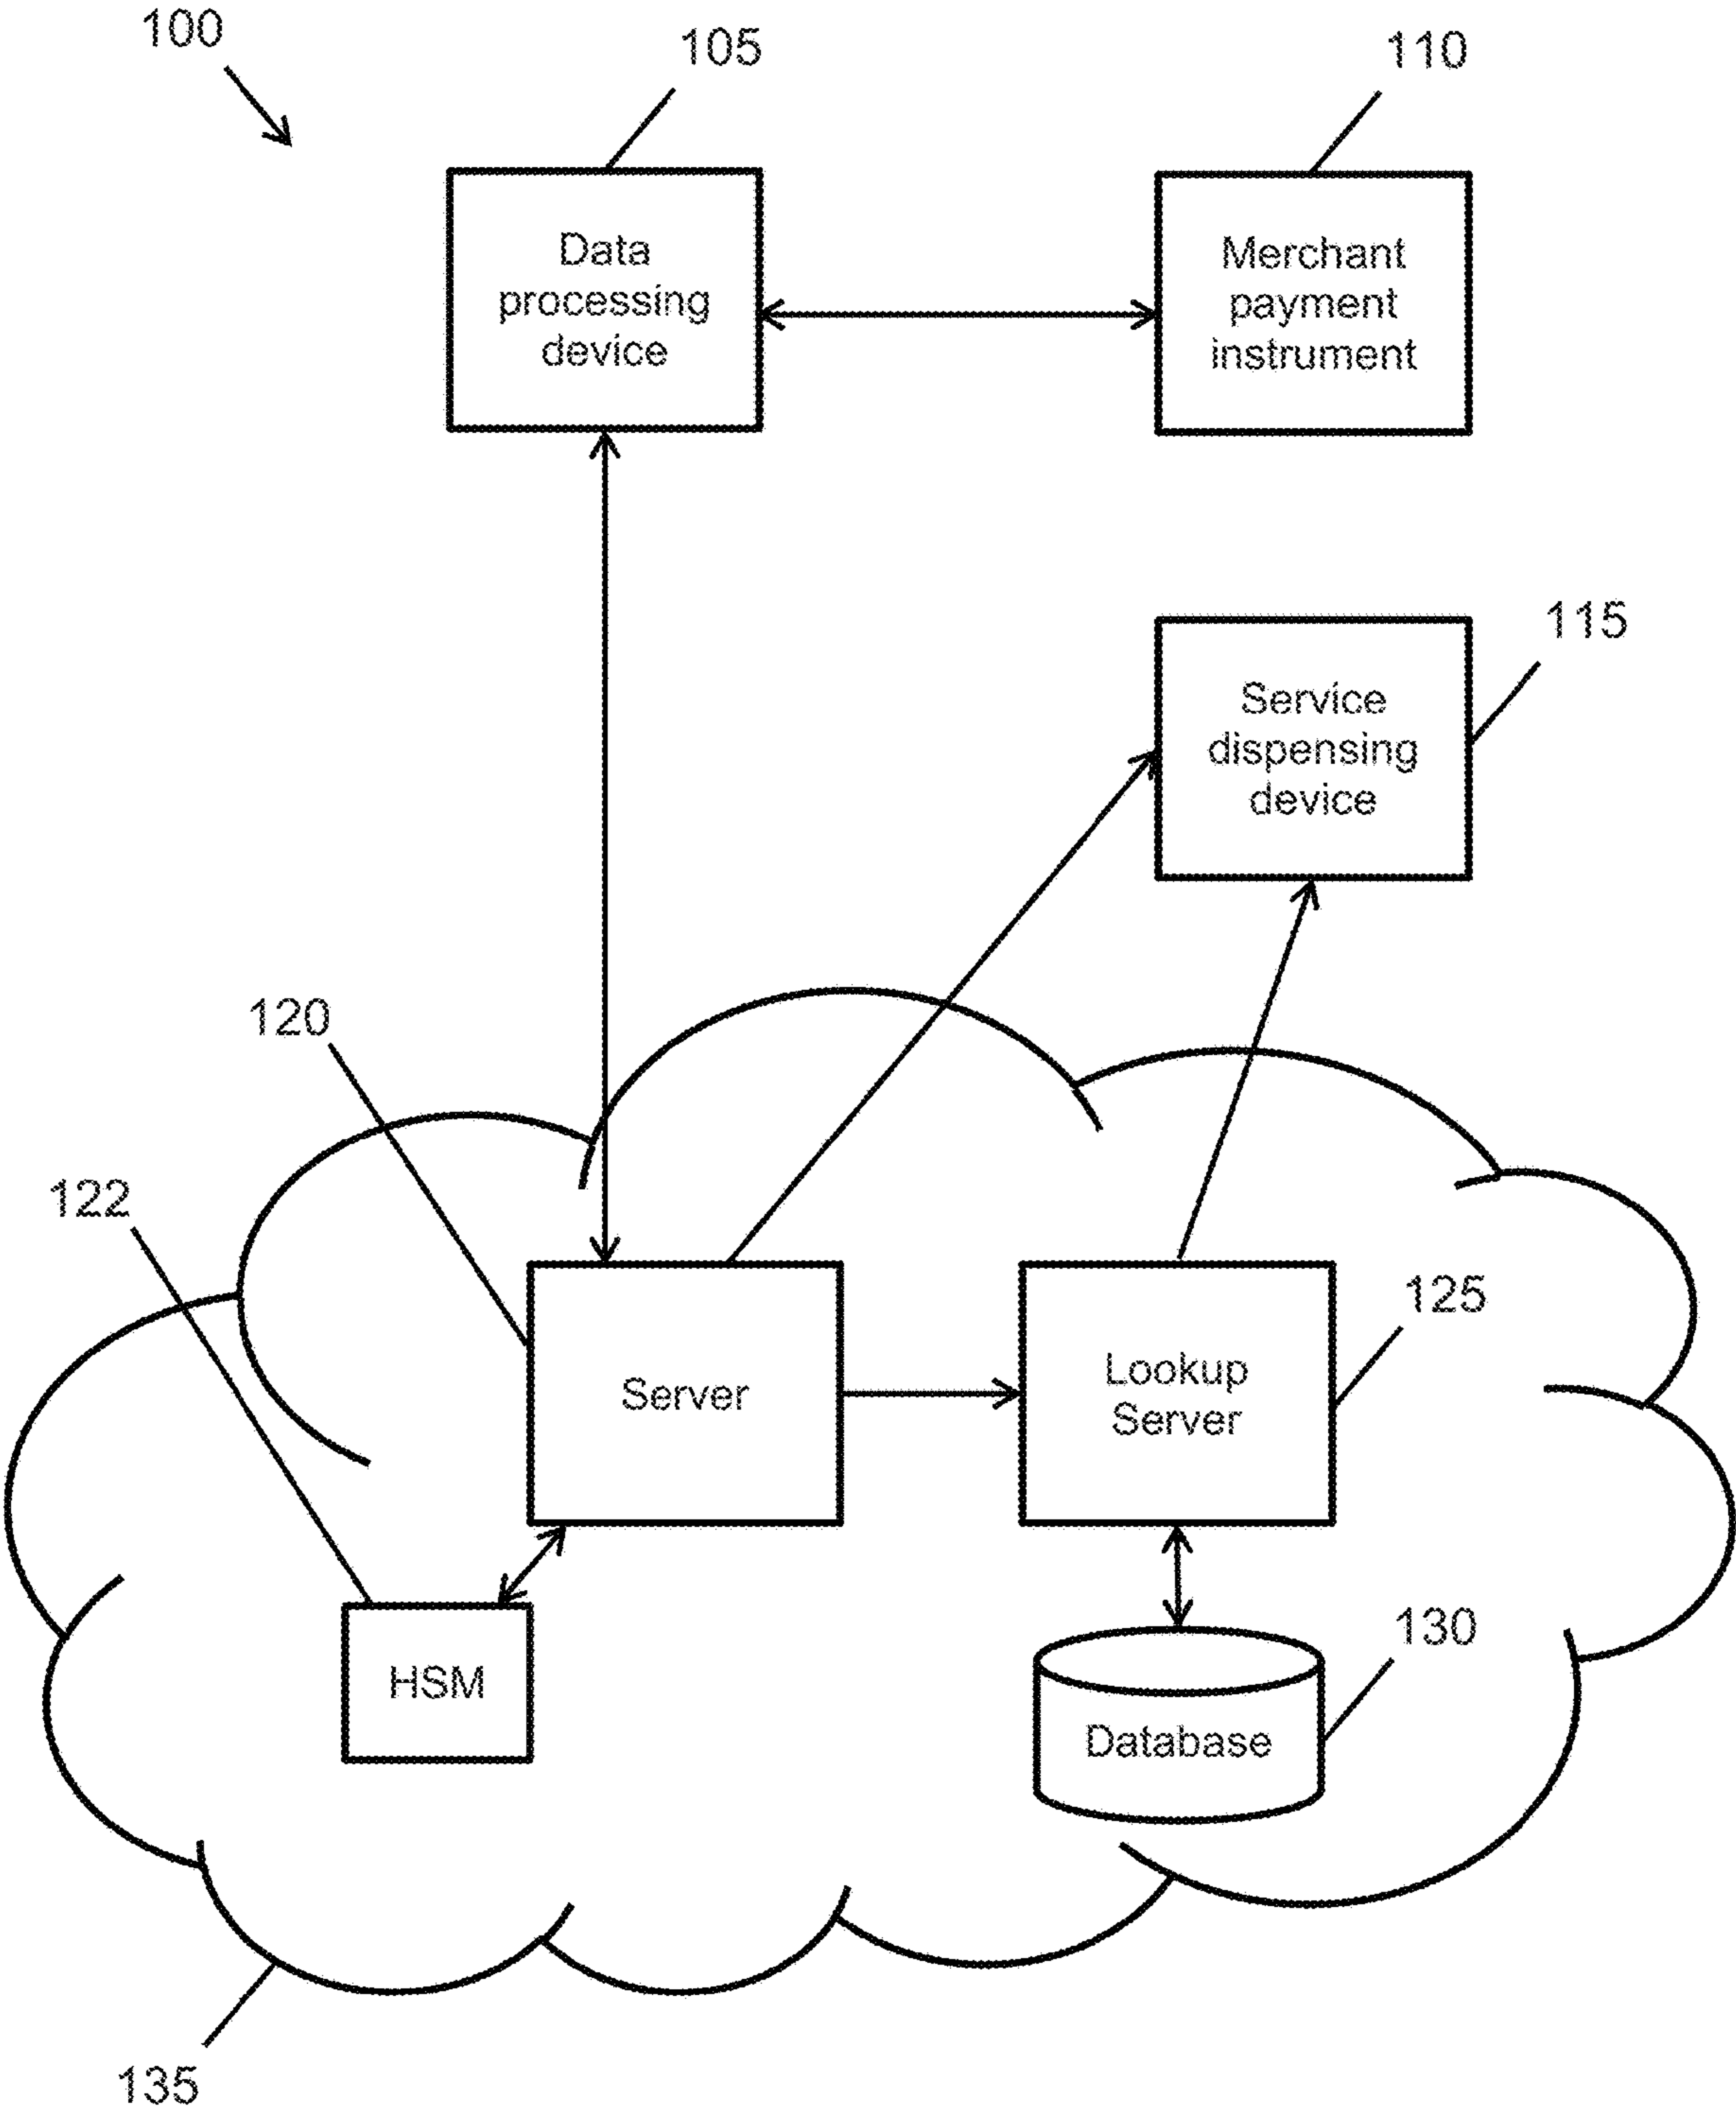 100
105
110
Data
processing
device
Merchant
payment
instrument
115
Service
dispensing
device
120
122
125
Server
Lookup
Server
130
HSM
Database
135